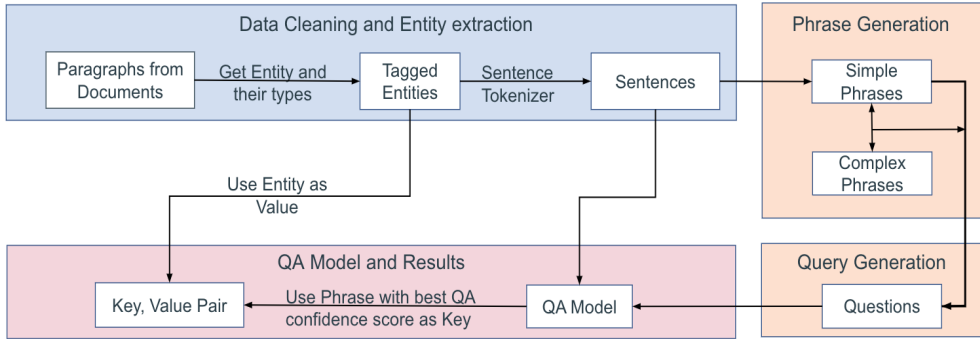 Data Cleaning and Entity extraction
Paragraphs from
Documents
Get Entity and
their types
Tagged
Entities
Sentence
Tokenizer
Sentences
Phrase Generation
Simple
Phrases
Complex
Phrases
Use Entity as
Value
QA Model and Results
Key, Value Pair
Use Phrase with best QA
confidence score as Key
QA Model
Query Generation
Questions